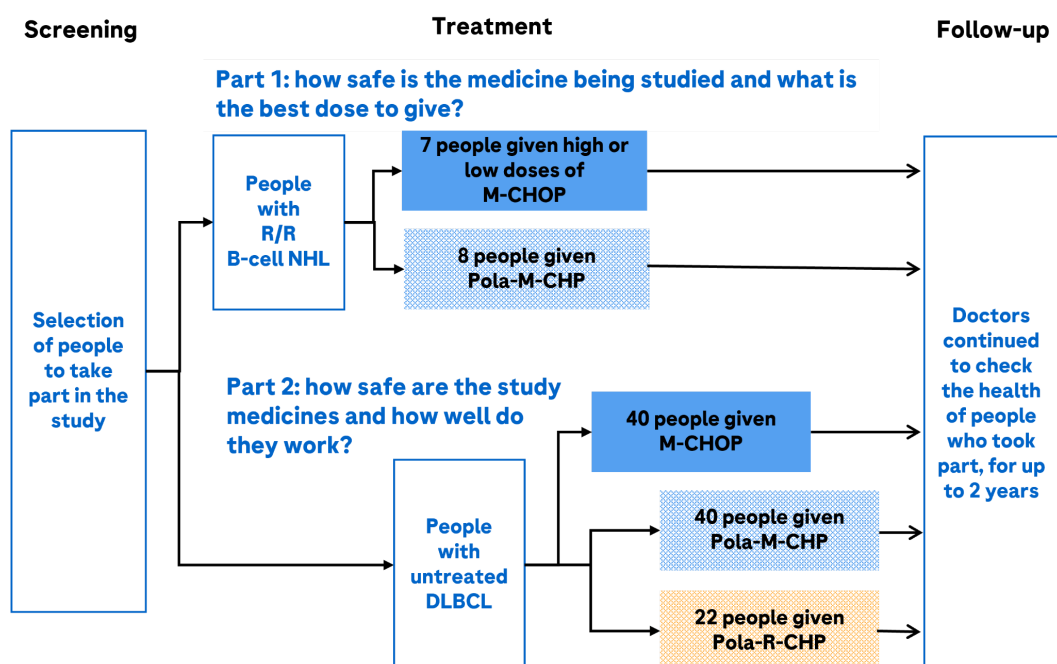 Screening
Treatment
Follow-up
Part 1: how safe is the medicine being studied and what is
the best dose to give?
People
with
R/R
B-cell NHL
7 people given high or
low doses of
M-CHOP
8 people given
Pola-M-CHP
Selection
of people
to take
part in the
study
Part 2: how safe are the study
medicines and how well do
they work?
People
with
untreated
DLBCL
40 people given
M-CHOP
40 people given
Pola-M-CHP
22 people given
Pola-R-CHP
Doctors
continued
to check
the health
of people
who took
part, for up
to 2 years